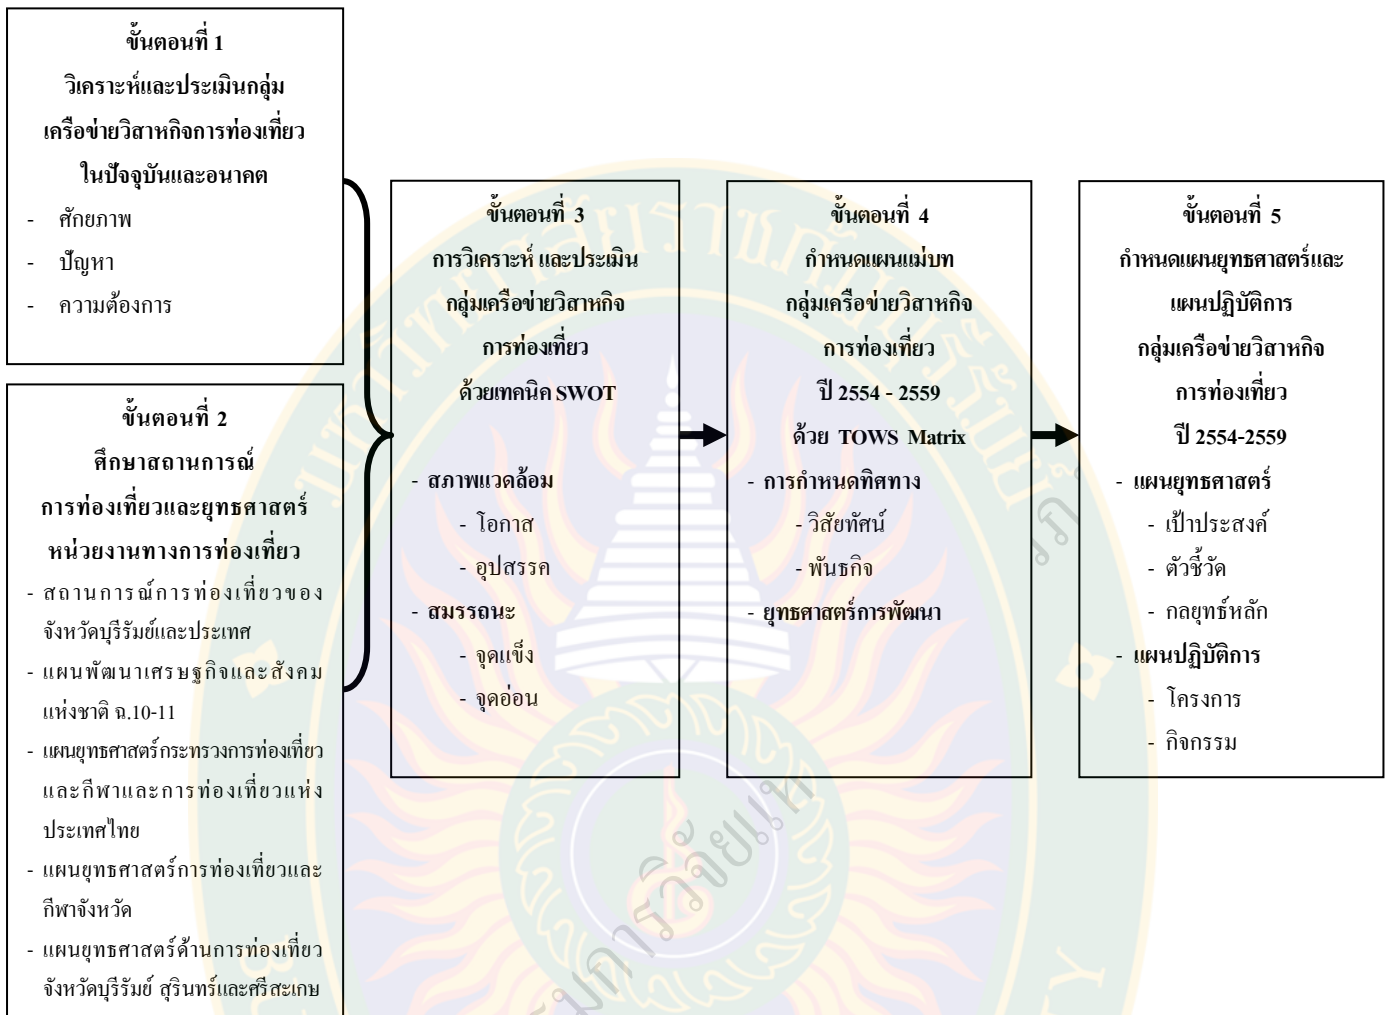 ขั้นตอนที่ 1
วิเคราะห์และประเมินกลุ่ม
เครือข่ายวิสาหกิจการท่องเที่ยว
ในปัจจุบันและอนาคต
- ศักยภาพ
- ปัญหา
- ความต้องการ
ขั้นตอนที่ 2
ศึกษาสถานการณ์
การท่องเที่ยวและยุทธศาสตร์
หน่วยงานทางการท่องเที่ยว
- สถานการณ์การท่องเที่ยวของ
จังหวัดบุรีรัมย์และประเทศ
- แผนพัฒนาเศรษฐกิจและสังคม
แห่งชาติ ฉ.10-11
- แผนยุทธศาสตร์กระทรวงการท่องเที่ยว
และกีฬาและการท่องเที่ยวแห่ง
ประเทศไทย
- แผนยุทธศาสตร์การท่องเที่ยวและ
กีฬาจังหวัด
- แผนยุทธศาสตร์ด้านการท่องเที่ยว
จังหวัดบุรีรัมย์ สุรินทร์และศรีสะเกษ
ขั้นตอนที่ 3
การวิเคราะห์ และประเมิน
กลุ่มเครือข่ายวิสาหกิจ
การท่องเที่ยว
ด้วยเทคนิค SWOT
- สภาพแวดล้อม
- โอกาส
- อุปสรรค
- สมรรถนะ
- จุดแข็ง
- จุดอ่อน
ขั้นตอนที่ 4
กำหนดแผนแม่บท
กลุ่มเครือข่ายวิสาหกิจ
การท่องเที่ยว
ปี 2554 - 2559
ด้วย TOWS Matrix
- การกำหนดทิศทาง
- วิสัยทัศน์
- พันธกิจ
- ยุทธศาสตร์การพัฒนา
ขั้นตอนที่ 5
กำหนดแผนยุทธศาสตร์และ
แผนปฏิบัติการ
กลุ่มเครือข่ายวิสาหกิจ
การท่องเที่ยว
ปี 2554-2559
- แผนยุทธศาสตร์
- เป้าประสงค์
- ตัวชี้วัด
- กลยุทธ์หลัก
- แผนปฏิบัติการ
- โครงการ
- กิจกรรม